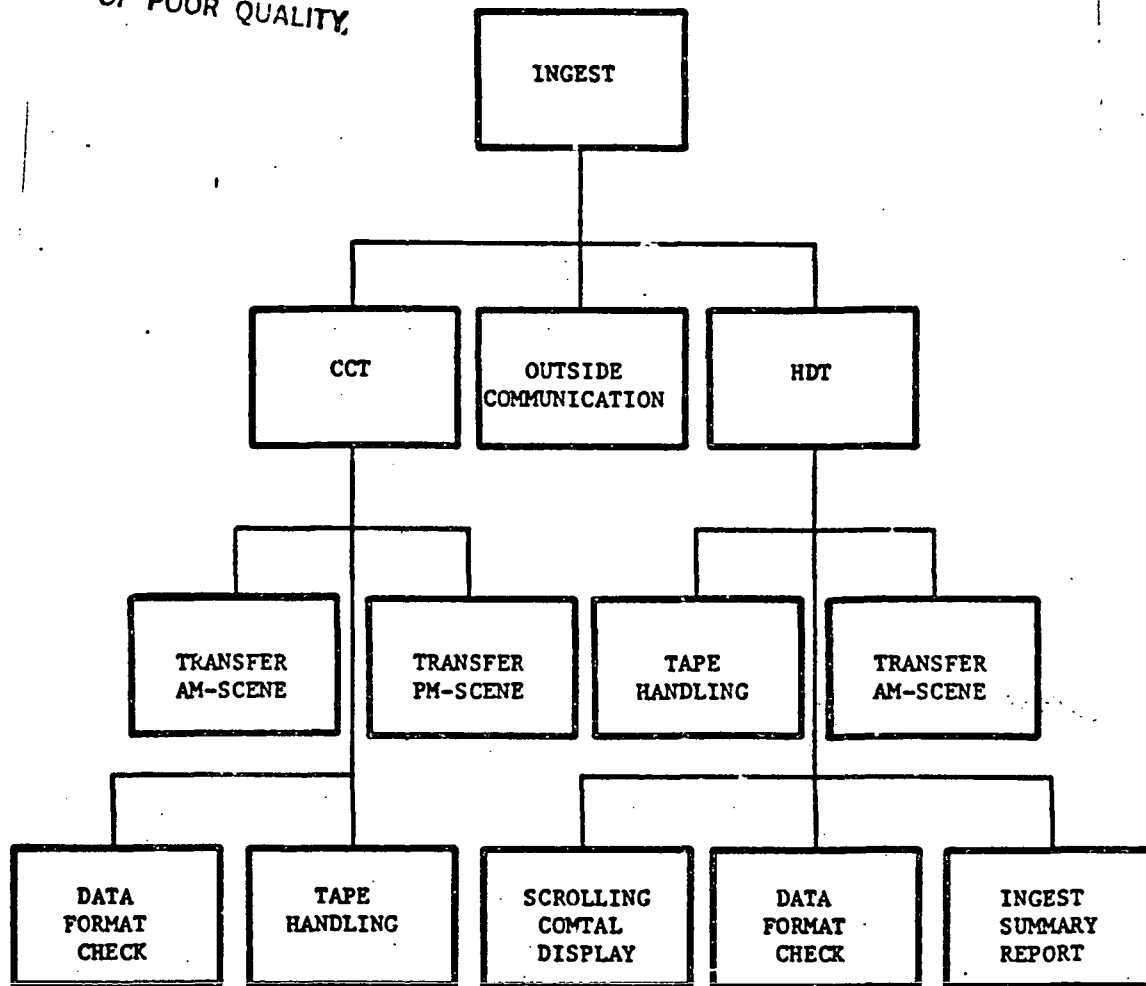 OF POOR QUALITY
INGEST
CCT
OUTSIDE
COMMUNICATION
HDT
TRANSFER
AM-SCENE
TRANSFER
PM-SCENE
TAPE
HANDLING
TRANSFER
AM-SCENE
DATA
FORMAT
CHECK
TAPE
HANDLING
SCROLLING
COMTAL
DISPLAY
DATA
FORMAT
CHECK
INGEST
SUMMARY
REPORT